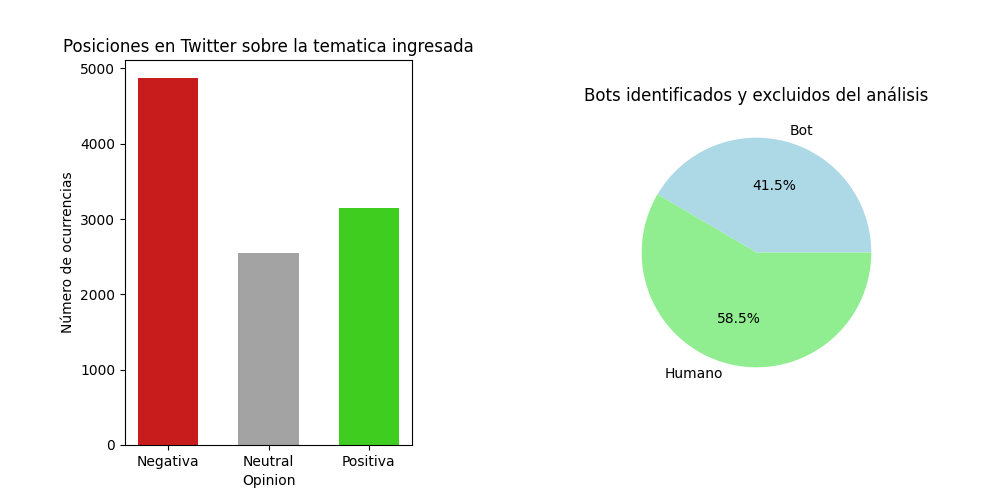 Posiciones en Twitter sobre la tematica ingresada
Número de ocurrencias
5000
4000
3000
2000
1000
0
Negativa
Neutral
Positiva
Opinion
Bots identificados y excluidos del análisis
Bot
41.5%
58.5%
Humano